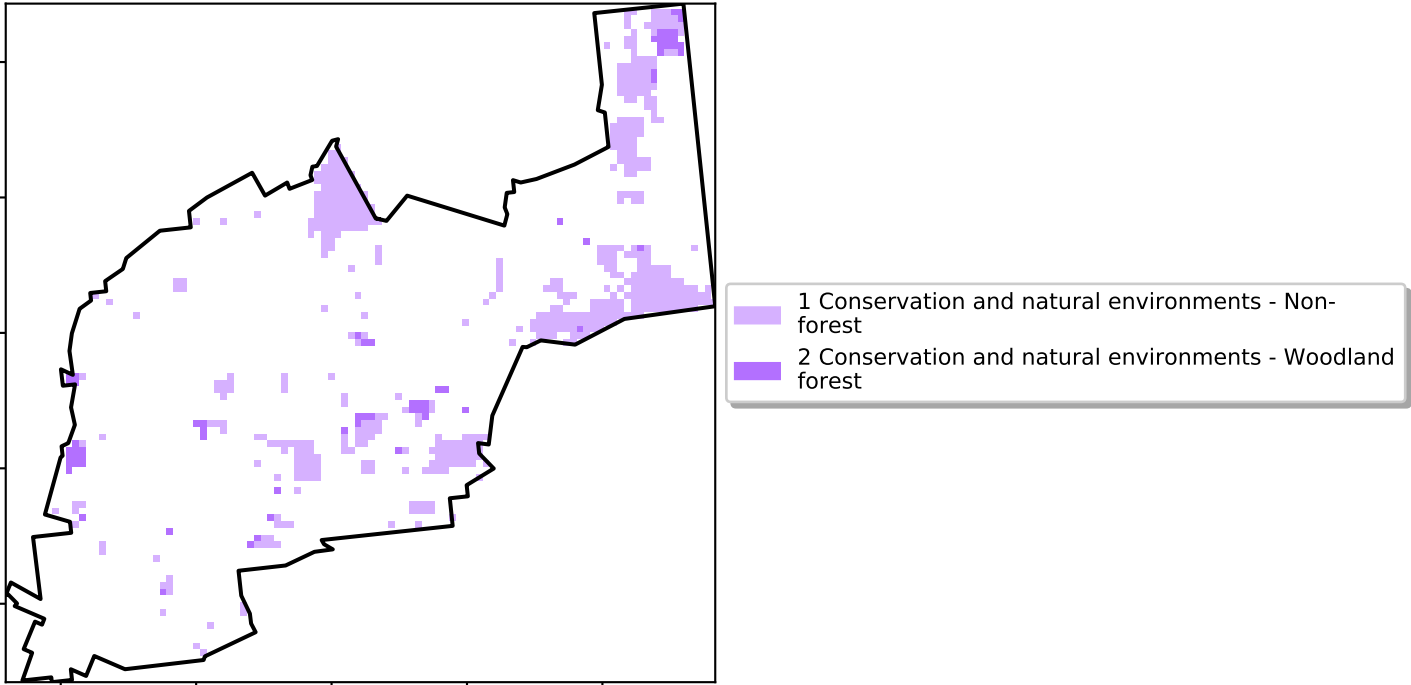 1 Conservation and natural environments - Non-
forest
2 Conservation and natural environments - Woodland
forest